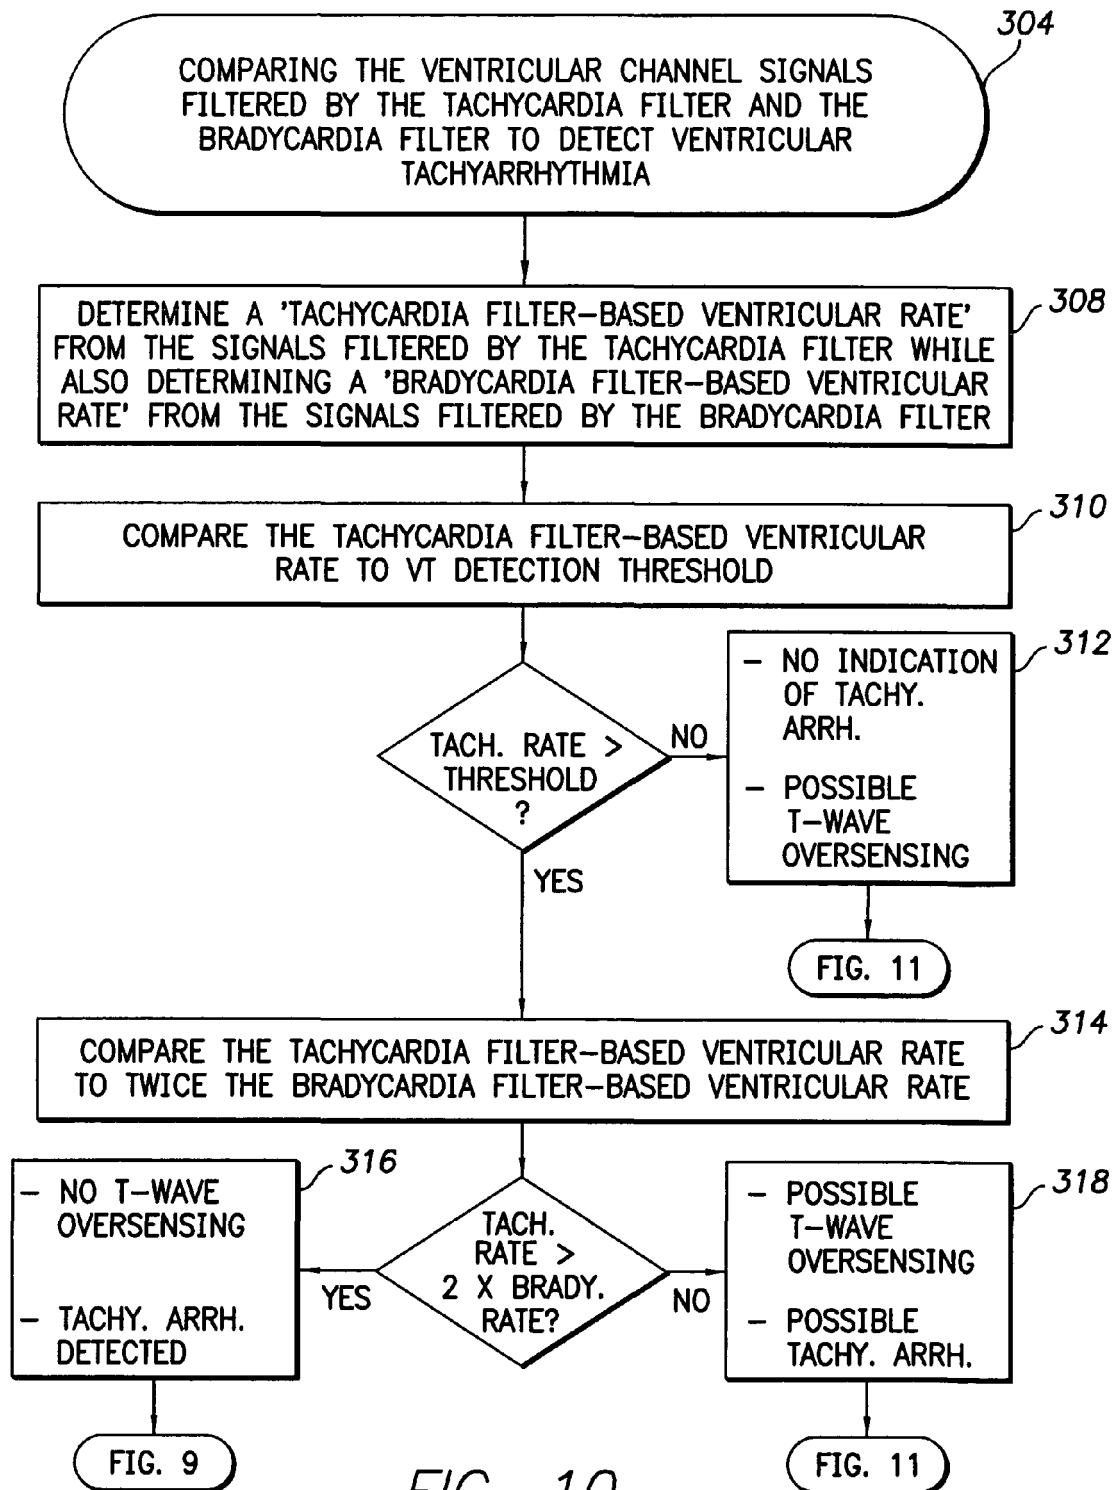 304
COMPARING THE VENTRICULAR CHANNEL SIGNALS
FILTERED BY THE TACHYCARDIA FILTER AND THE
BRADYCARDIA FILTER TO DETECT VENTRICULAR
TACHYARRHYTHMIA
308
DETERMINE A 'TACHYCARDIA FILTER-BASED VENTRICULAR RATE'
FROM THE SIGNALS FILTERED BY THE TACHYCARDIA FILTER WHILE
ALSO DETERMINING A 'BRADYCARDIA FILTER-BASED VENTRICULAR
RATE' FROM THE SIGNALS FILTERED BY THE BRADYCARDIA FILTER
310
COMPARE THE TACHYCARDIA FILTER-BASED VENTRICULAR
RATE TO VT DETECTION THRESHOLD
TACH. RATE >
THRESHOLD
?
NO
YES
312
- NO INDICATION
OF TACHY.
ARRH.
- POSSIBLE
T-WAVE
OVERSENSING
FIG. 11
314
COMPARE THE TACHYCARDIA FILTER-BASED VENTRICULAR RATE
TO TWICE THE BRADYCARDIA FILTER-BASED VENTRICULAR RATE
316
- NO T-WAVE
OVERSENSING
- TACHY. ARRH.
DETECTED
FIG. 9
YES
TACH.
RATE >
2 X BRADY.
RATE?
NO
318
- POSSIBLE
T-WAVE
OVERSENSING
- POSSIBLE
TACHY. ARRH.
FIG. 11
FIG. 10